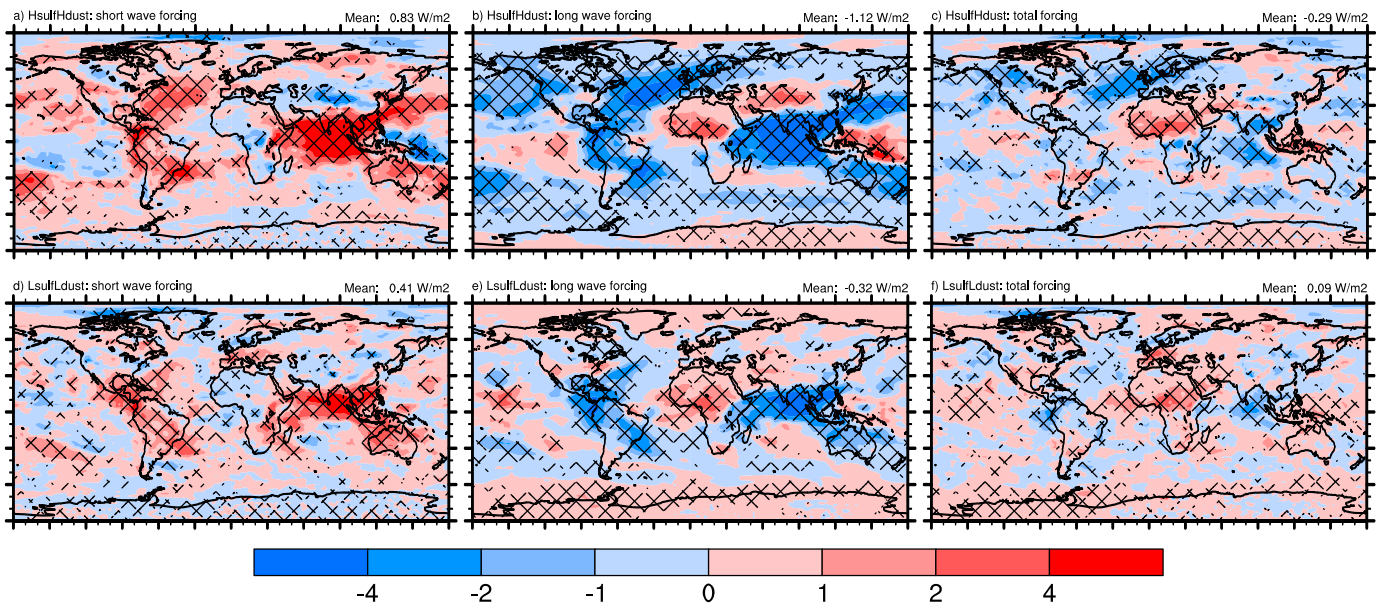 a) HsulfHdust: short wave forcing Mean: 0.83 W/m2
b) HsulfHdust: long wave forcing Mean: -1.12 W/m2
c) HsulfHdust: total forcing Mean: -0.29 W/m2
d) LsulfLdust: short wave forcing Mean: 0.41 W/m2
e) LsulfLdust: long wave forcing Mean: -0.32 W/m2
f) LsulfLdust: total forcing Mean: 0.09 W/m2
-4 -2 -1 0 1 2 4